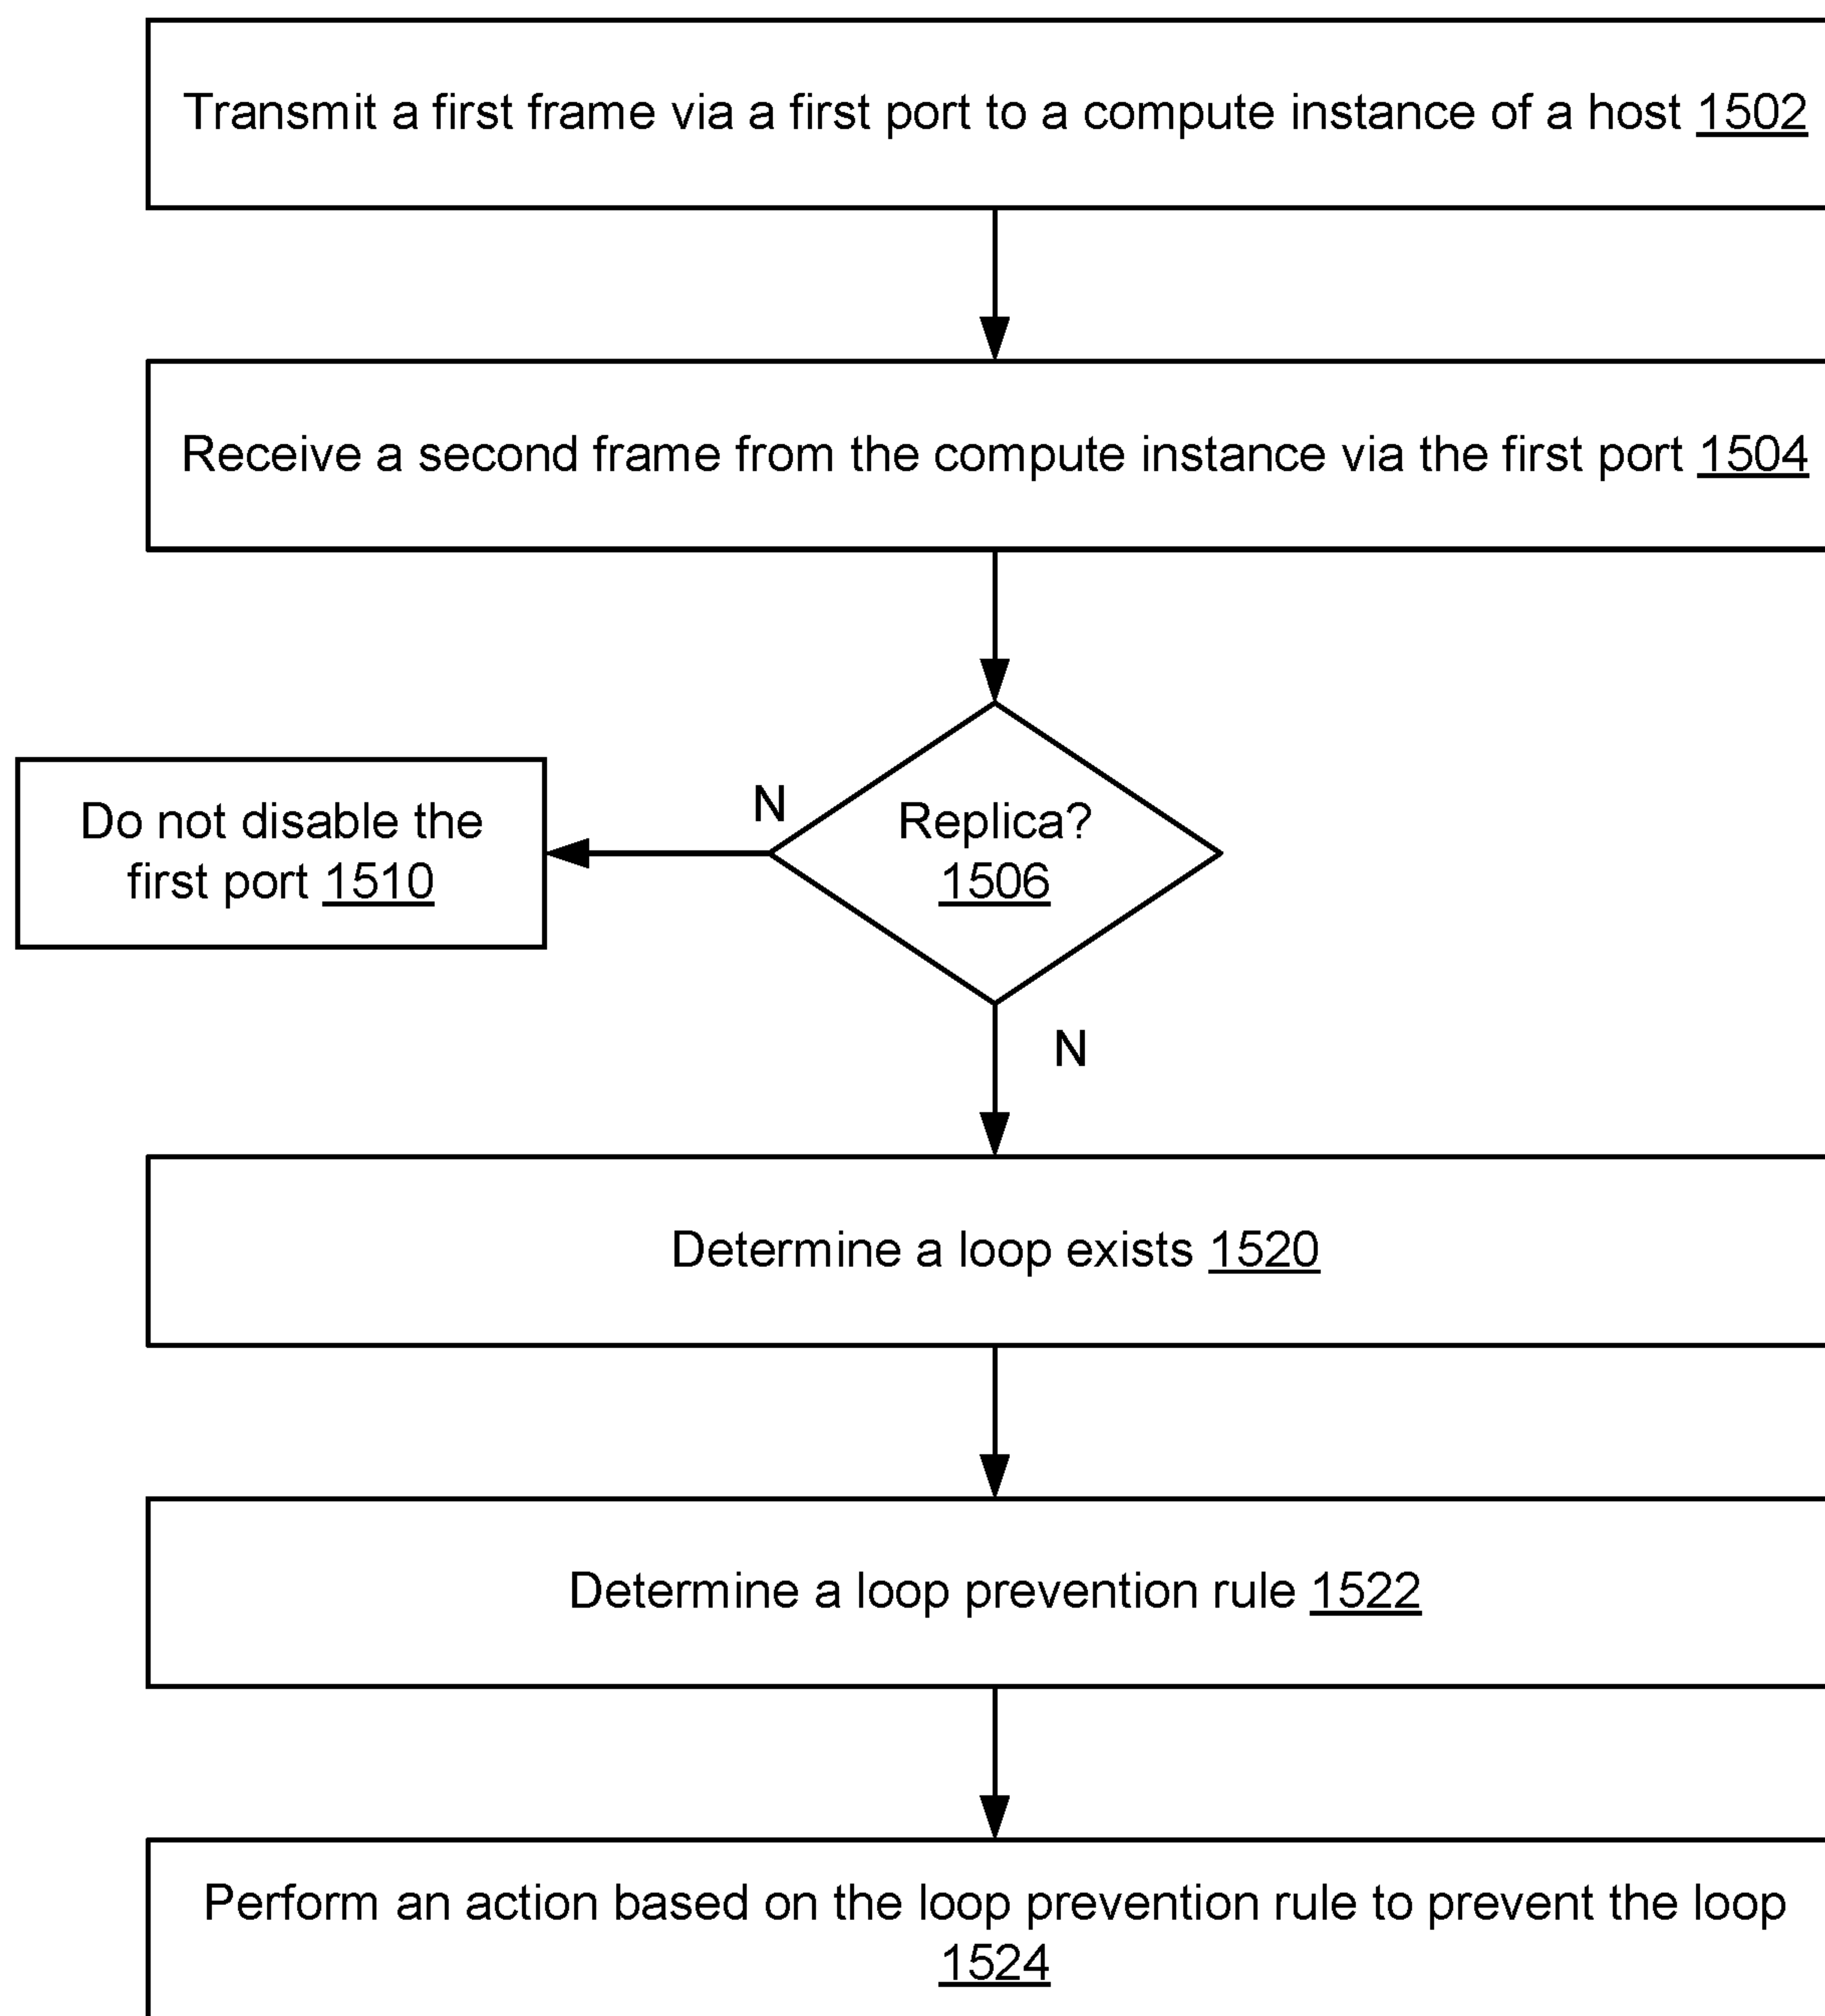 Transmit a first frame via a first port to a compute instance of a host 1502
Receive a second frame from the compute instance via the first port 1504
N
Replica?
1506
Do not disable the
first port 1510
N
Determine a loop exists 1520
Determine a loop prevention rule 1522
Perform an action based on the loop prevention rule to prevent the loop
1524